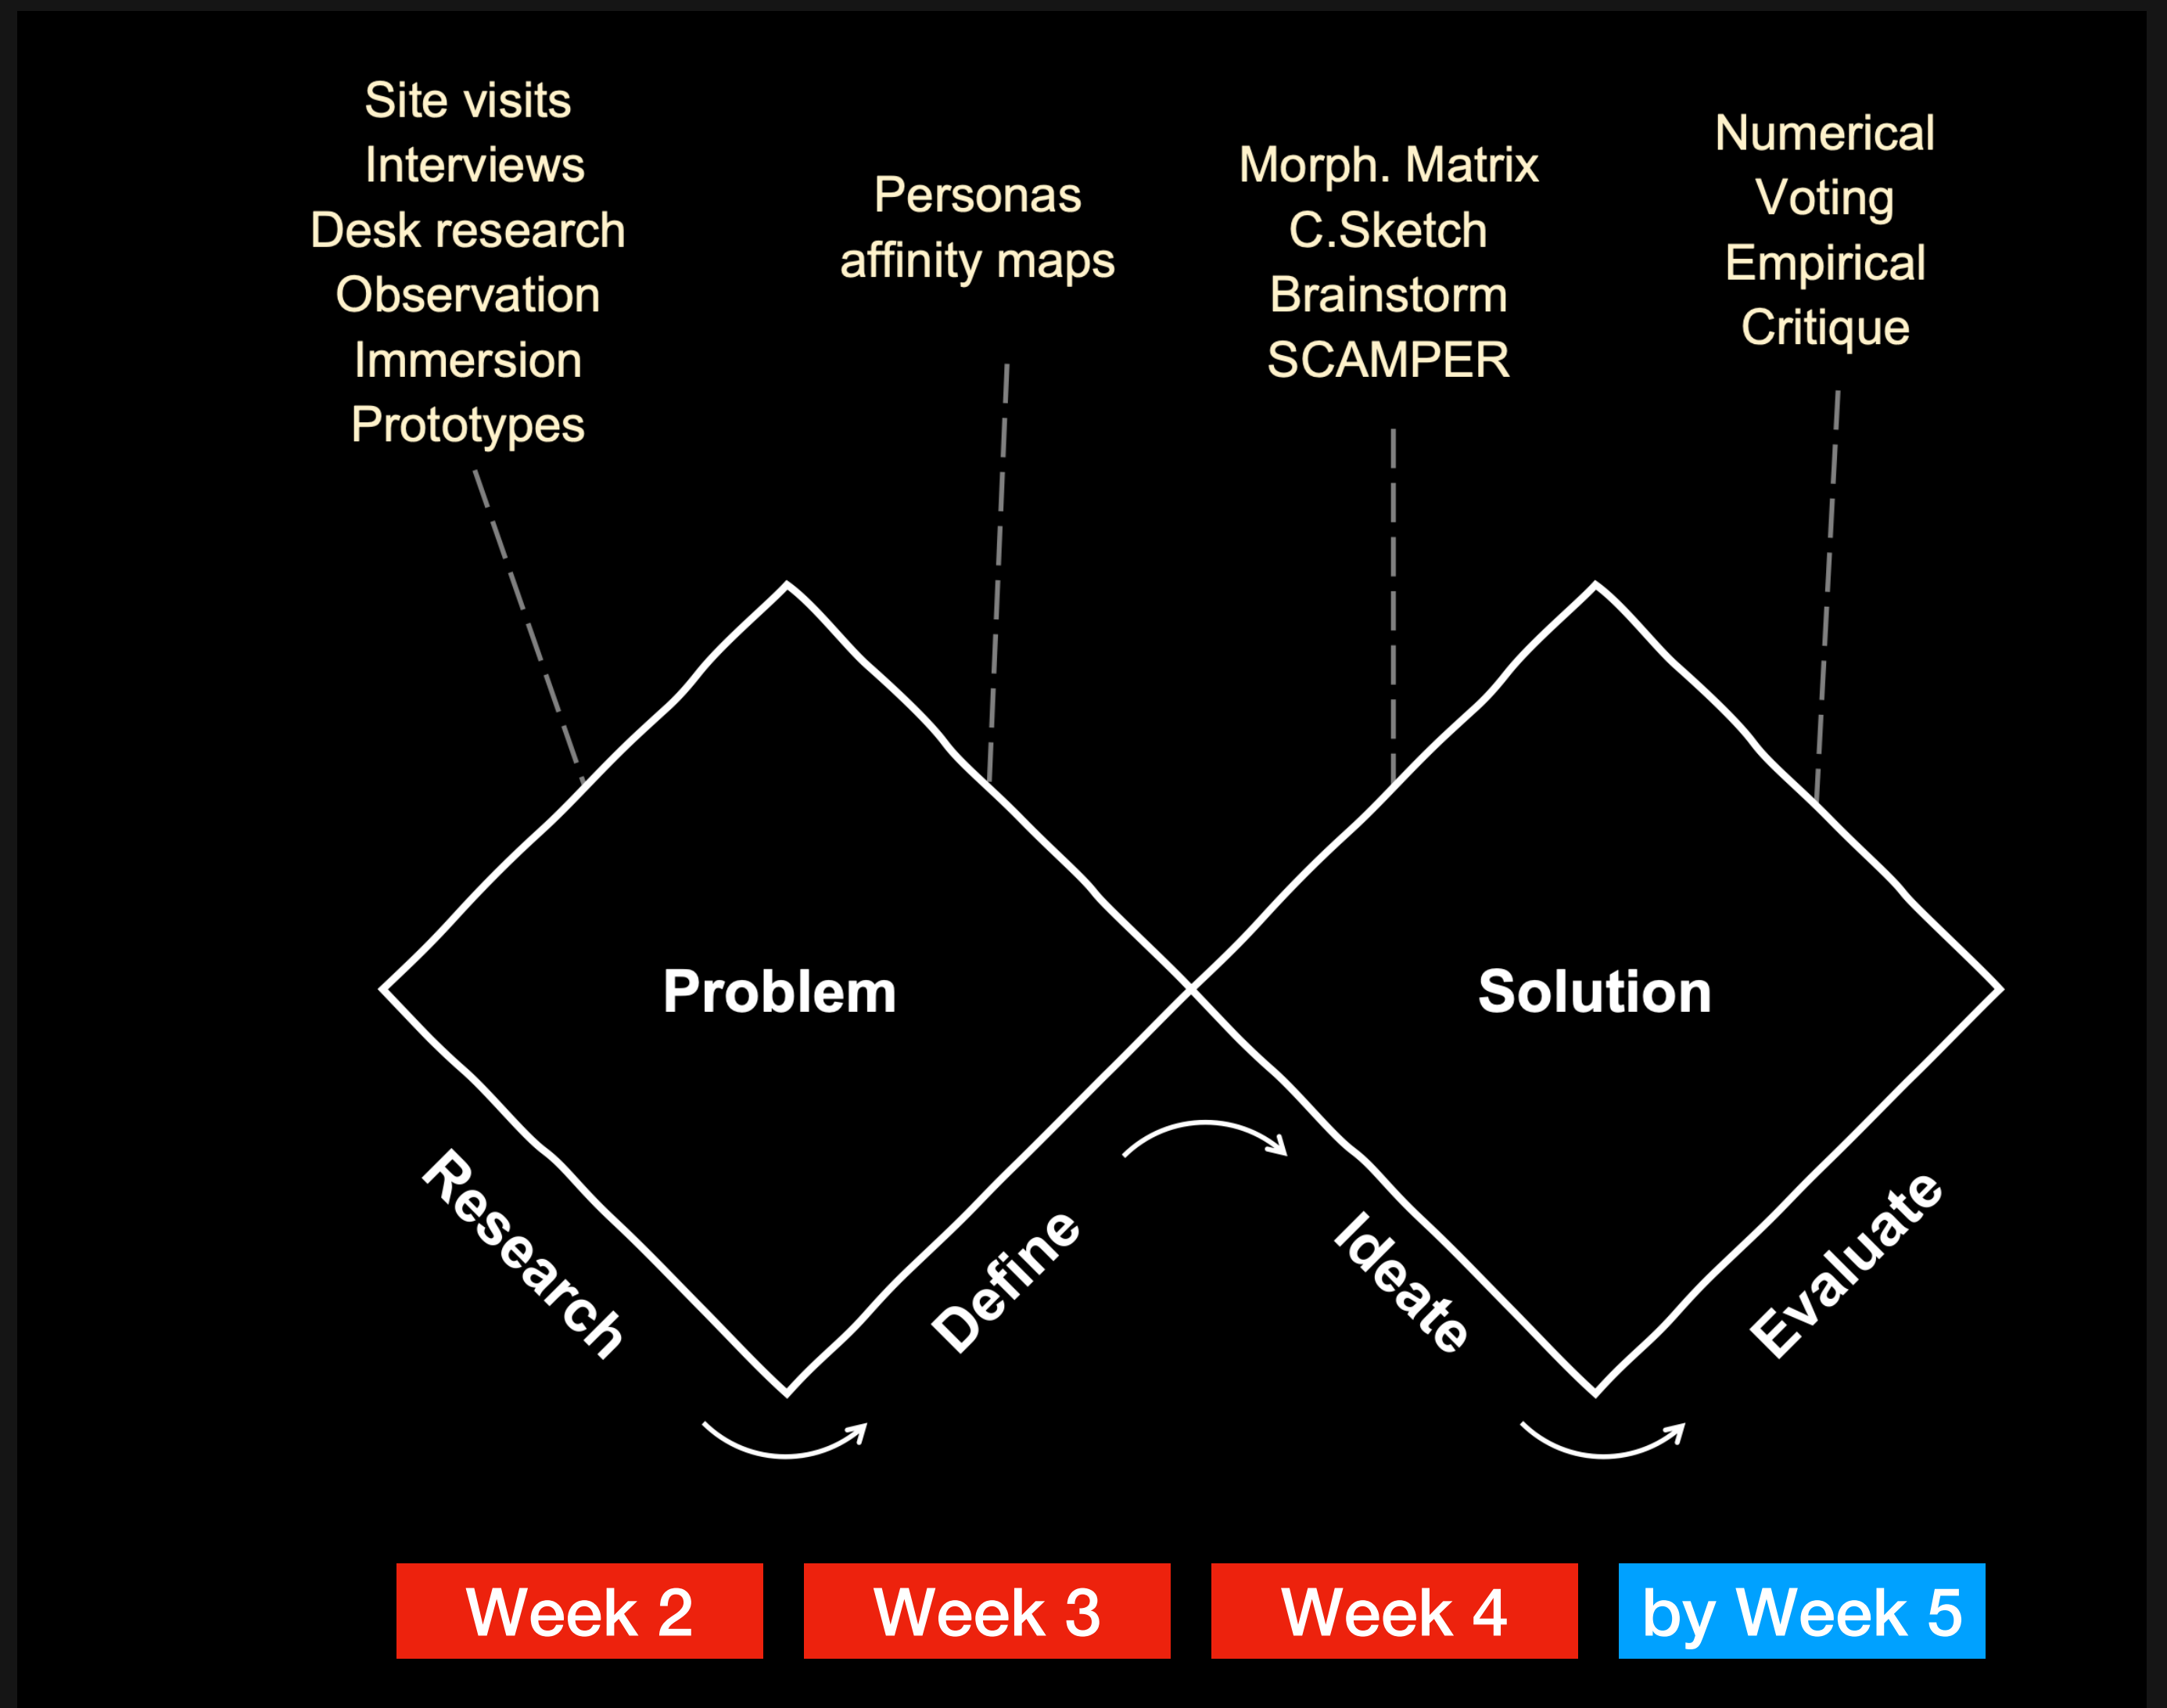 Site visits
Interviews
Desk research
Observation
Immersion
Prototypes
Personas
affinity maps
Morph. Matrix
C.Sketch
Brainstorm
SCAMPER
Numerical
Voting
Empirical
Critique
Problem
Solution
Research
Define
Ideate
Evaluate
Week 2
Week 3
Week 4
by Week 5